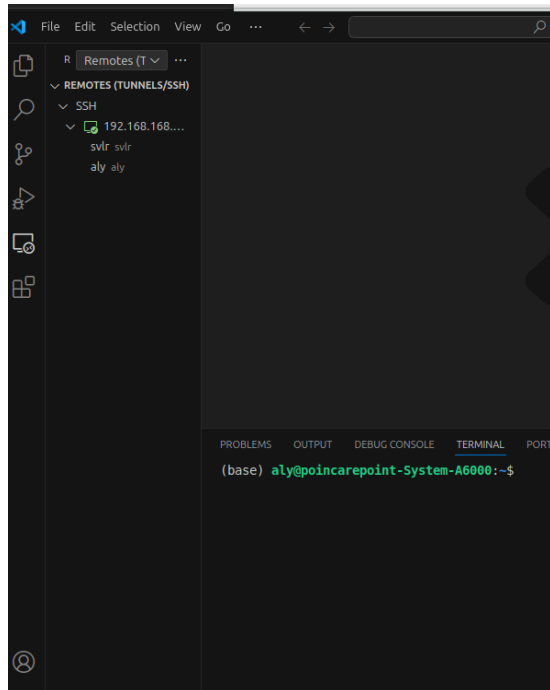 File Edit Selection View Go ···
R Remotes (T ···
REMOTES (TUNNELS/SSH)
SSH
192.168.168....
svlr svlr
aly aly
PROBLEMS OUTPUT DEBUG CONSOLE TERMINAL PORT
(base) aly@poincarepoint-System-A6000:~$